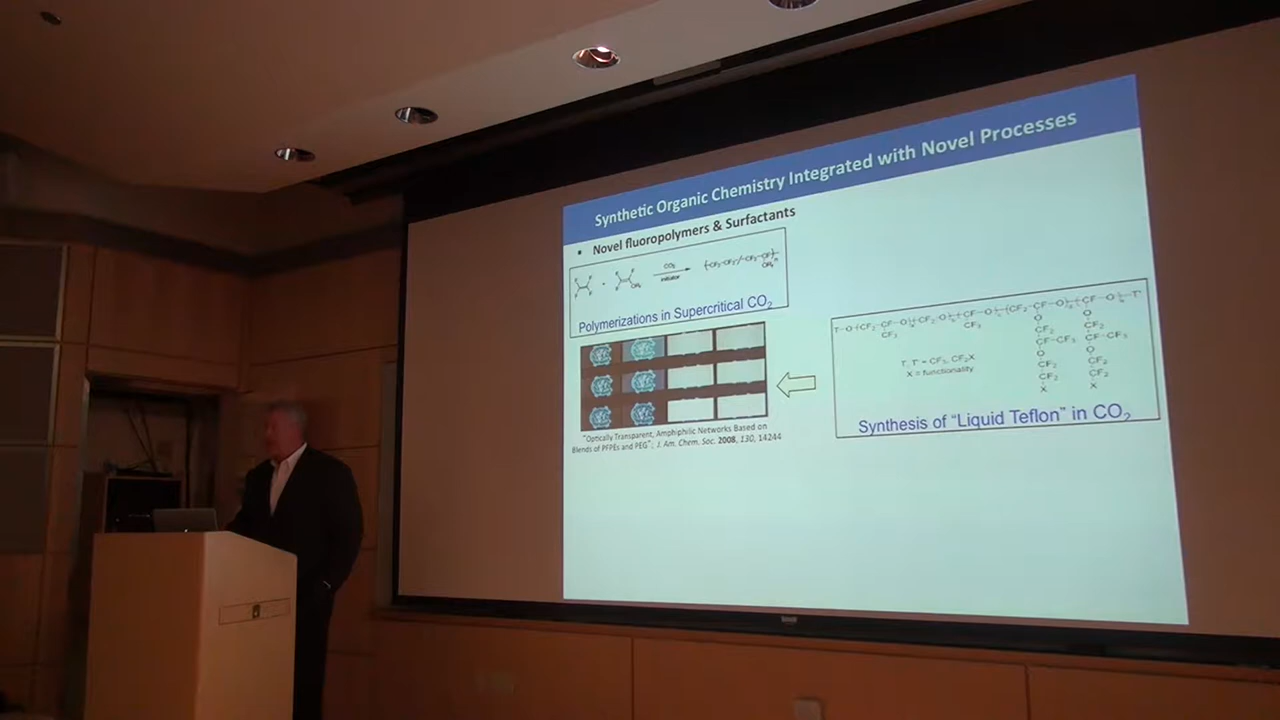 Synthetic Organic Chemistry Integrated with Novel Processes
• Novel fluoropolymers & Surfactants
CO₂
initiator
Polymerizations in Supercritical CO₂
"Optically Transparent, Amphiphilic Networks Based on
Blends of PFPEs and PEG"; J. Am. Chem. Soc. 2008, 130, 14244
X = functionality
Synthesis of "Liquid Teflon" in CO₂